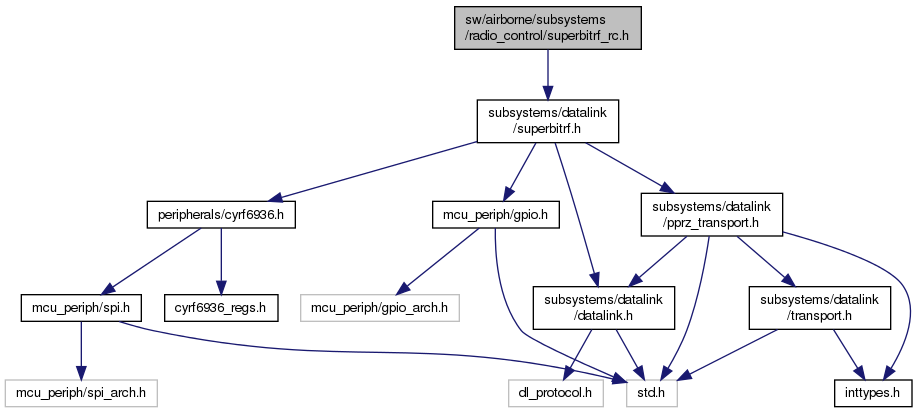 sw/airborne/subsystems
/radio_control/superbitrf_rc.h
subsystems/datalink
/superbitrf.h
peripherals/cyrf6936.h
mcu_periph/gpio.h
subsystems/datalink
/pprz_transport.h
mcu_periph/spi.h
cyrf6936_regs.h
mcu_periph/gpio_arch.h
subsystems/datalink
/datalink.h
subsystems/datalink
/transport.h
mcu_periph/spi_arch.h
dl_protocol.h
std.h
inttypes.h